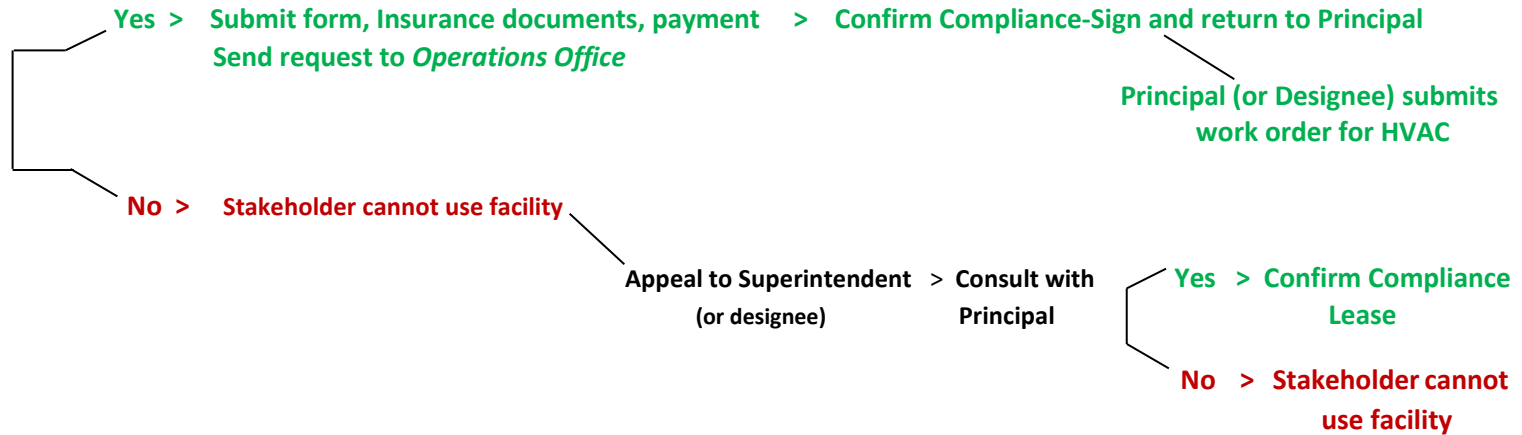 Yes > Submit form, Insurance documents, payment > Confirm Compliance-Sign and return to Principal
Send request to Operations Office
Principal (or Designee) submits
work order for HVAC
No > Stakeholder cannot use facility
Appeal to Superintendent > Consult with
(or designee) Principal
Yes > Confirm Compliance
Lease
No > Stakeholder cannot
use facility